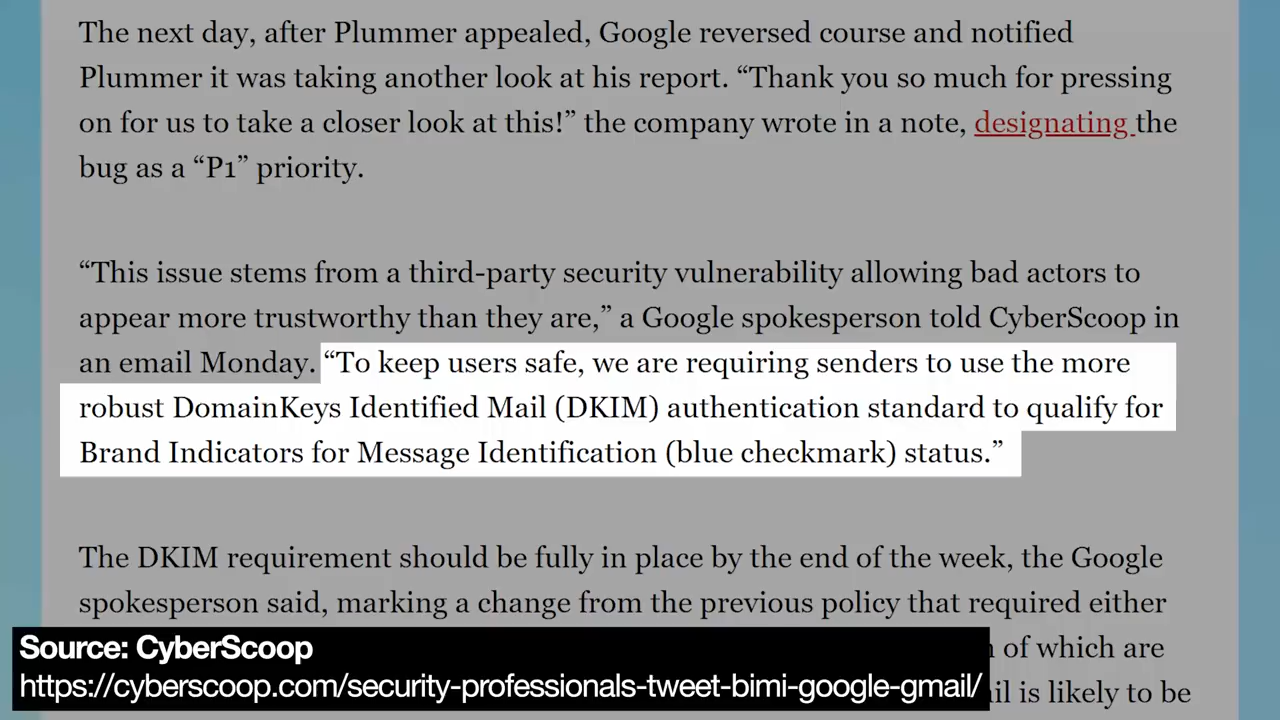 The next day, after Plummer appealed, Google reversed course and notified
Plummer it was taking another look at his report. “Thank you so much for pressing
on for us to take a closer look at this!” the company wrote in a note, designating the
bug as a “P1” priority.
“This issue stems from a third-party security vulnerability allowing bad actors to
appear more trustworthy than they are,” a Google spokesperson told CyberScoop in
an email Monday. “To keep users safe, we are requiring senders to use the more
robust DomainKeys Identified Mail (DKIM) authentication standard to qualify for
Brand Indicators for Message Identification (blue checkmark) status.”
The DKIM requirement should be fully in place by the end of the week, the Google
spokesperson said, marking a change from the previous policy that required either
of which are
is likely to be
Source: CyberScoop
https://cyberscoop.com/security-professionals-tweet-bimi-google-gmail/